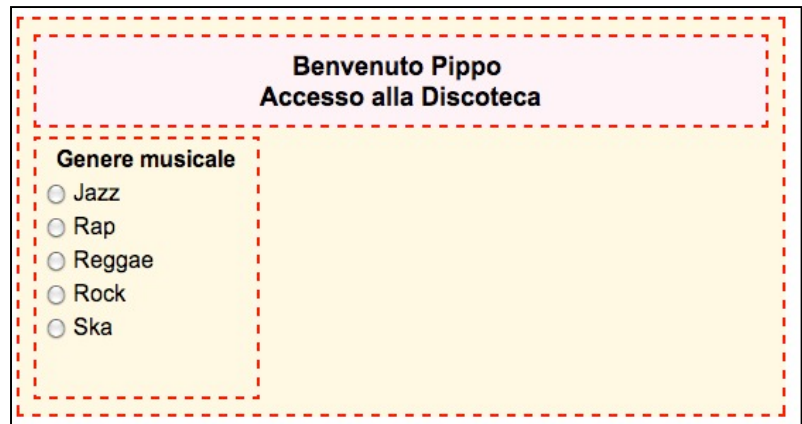 Benvenuto Pippo
Accesso alla Discoteca
Genere musicale
Jazz
Rap
Reggae
Rock
Ska